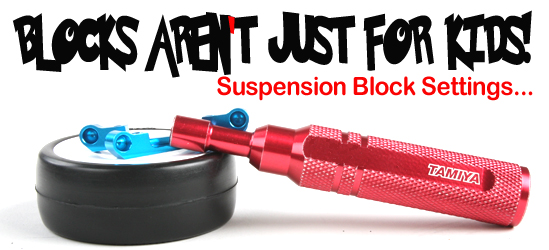 BLOCKS AREN'T JUST FOR KIDS!
Suspension Block Settings...
TAMIYA